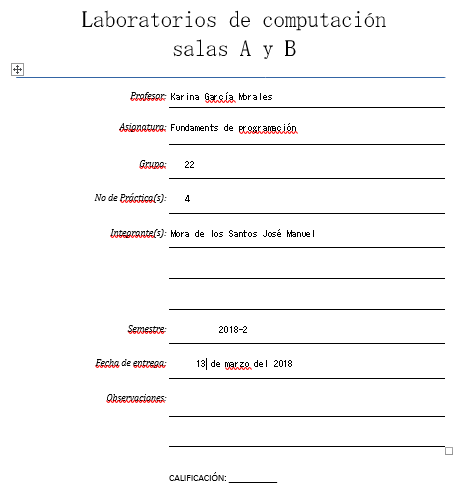 Laboratorios de computación
salas A y B
Profesor: Karina García Morales
Asignatura: Fundaments de programación
Grupo: 22
No de Práctica(s): 4
Integrante(s): Mora de los Santos José Manuel
Semestre: 2018-2
Fecha de entrega: 13 de marzo del 2018
Observaciones:
CALIFICACIÓN: __________